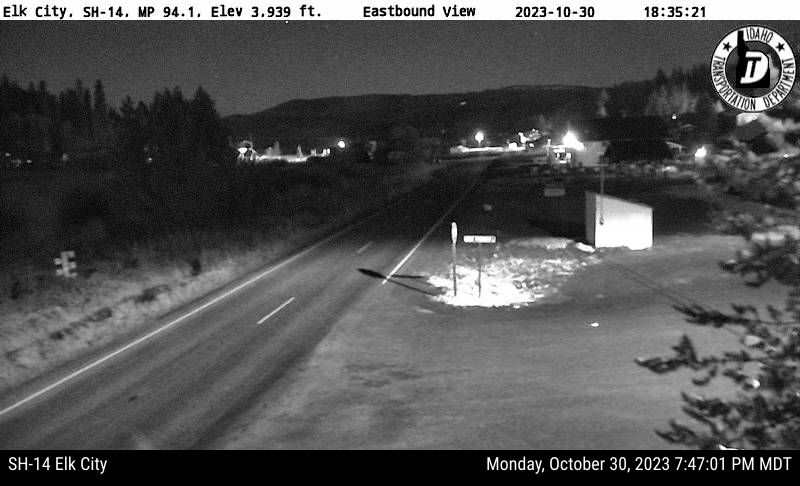 Elk City, SH-14, MP 94.1, Elev 3,939 ft. Eastbound View 2023-10-30 18:35:21
IDAHO
TRANSPORTATION DEPARTMENT
SH-14 Elk City Monday, October 30, 2023 7:47:01 PM MDT